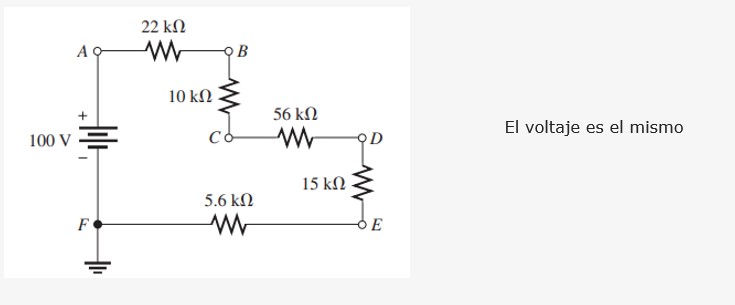 22 kΩ
A
B
10 kΩ
56 kΩ
+
100 V
C
D
El voltaje es el mismo
−
15 kΩ
5.6 kΩ
F
E